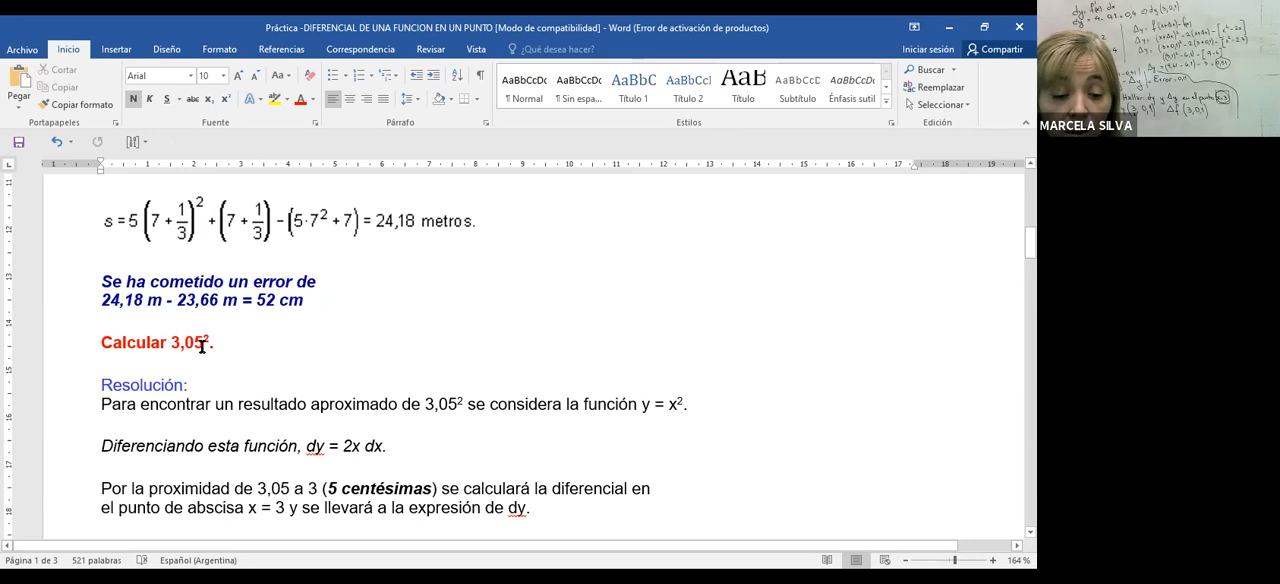 Práctica -DIFERENCIAL DE UNA FUNCION EN UN PUNTO [Modo de compatibilidad] - Word (Error de activación de productos)
Archivo Inicio Insertar Diseño Formato Referencias Correspondencia Revisar Vista ¿Qué desea hacer? Iniciar sesión Compartir
Pegar
Cortar
Copiar
Copiar formato
Arial 10
N K S abc x₂ x²
AaBbCcDc AaBbCcDc AaBbC AaBbCc AaB AaBbCcD AaBbCcDc
¶ Normal ¶ Sin espa... Título 1 Título 2 Título Subtítulo Énfasis sutil
Buscar
Reemplazar
Seleccionar
Portapapeles Fuente Párrafo Estilos Edición
MARCELA SILVA
s = 5 (7 + 1/3)² + (7 + 1/3) − (5·7² + 7) = 24,18 metros.
Se ha cometido un error de
24,18 m - 23,66 m = 52 cm
Calcular 3,05².
Resolución:
Para encontrar un resultado aproximado de 3,05² se considera la función y = x².
Diferenciando esta función, dy = 2x dx.
Por la proximidad de 3,05 a 3 (5 centésimas) se calculará la diferencial en
el punto de abscisa x = 3 y se llevará a la expresión de dy.
Página 1 de 3 521 palabras Español (Argentina) 164 %